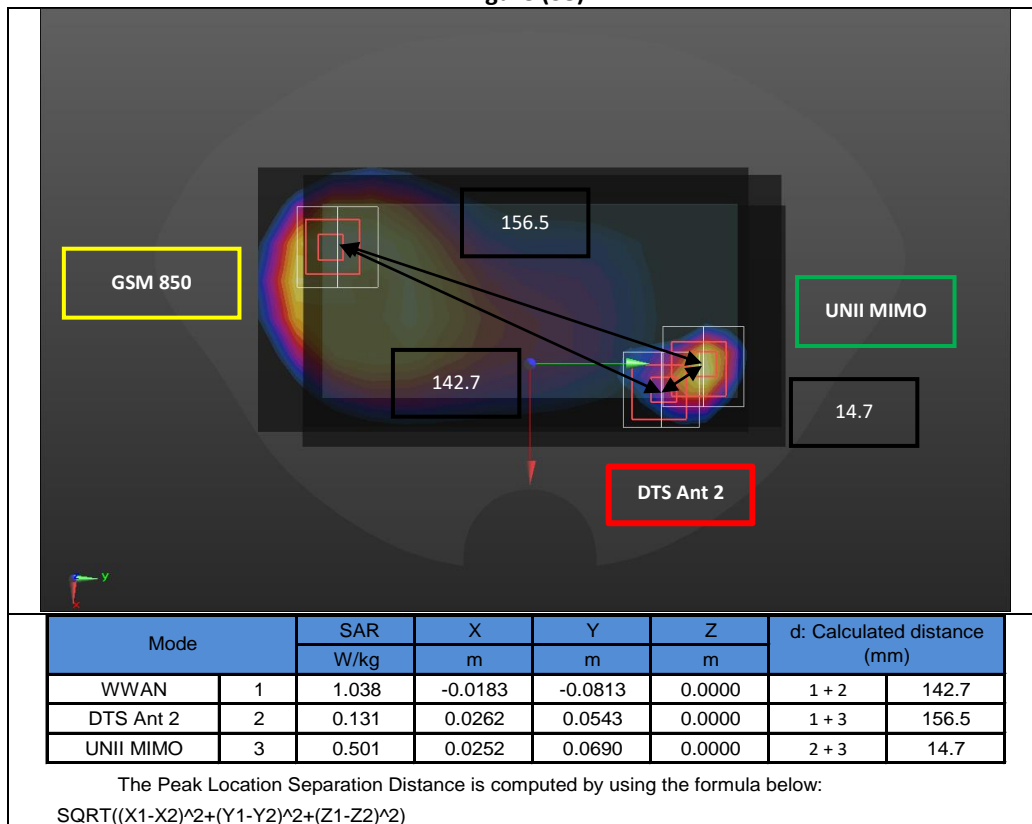 156.5
GSM 850
UNII MIMO
142.7
14.7
DTS Ant 2
y
x
Mode SAR X Y Z d: Calculated distance (mm)
W/kg m m m
WWAN 1 1.038 -0.0183 -0.0813 0.0000 1 + 2 142.7
DTS Ant 2 2 0.131 0.0262 0.0543 0.0000 1 + 3 156.5
UNII MIMO 3 0.501 0.0252 0.0690 0.0000 2 + 3 14.7
The Peak Location Separation Distance is computed by using the formula below:
SQRT((X1-X2)^2+(Y1-Y2)^2+(Z1-Z2)^2)